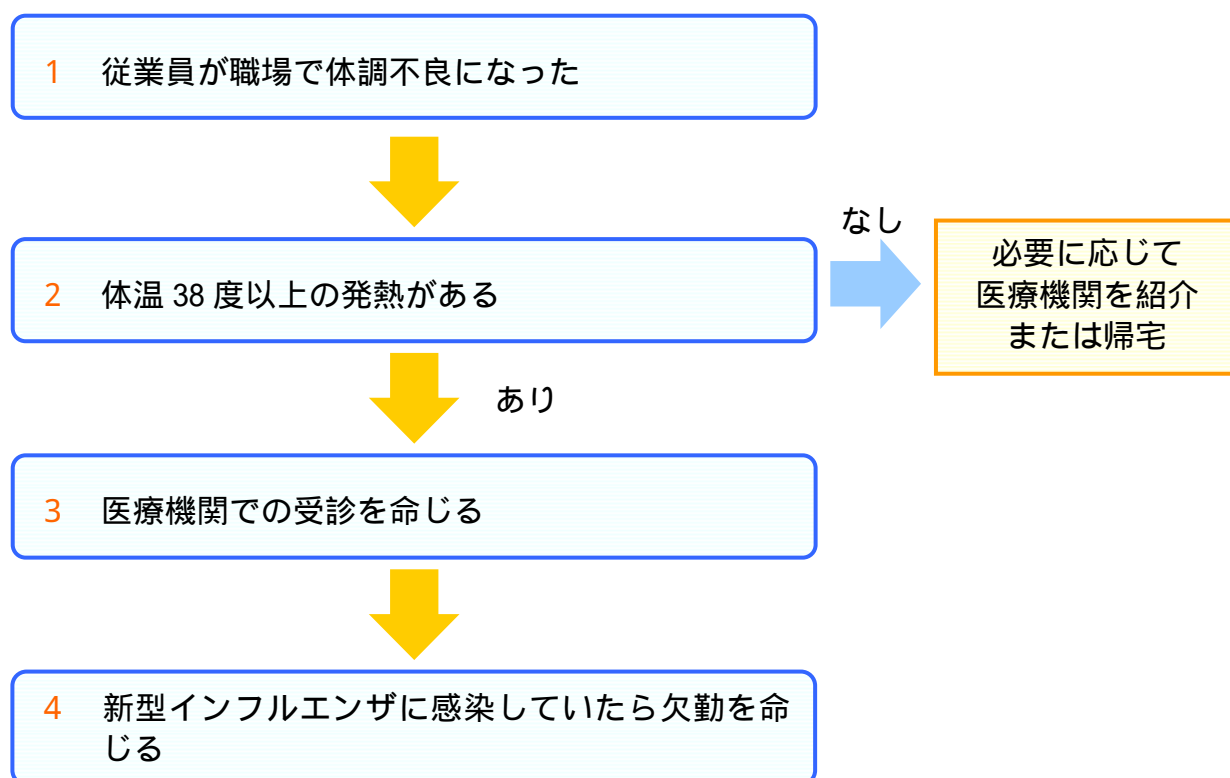 1 従業員が職場で体調不良になった
2 体温 38 度以上の発熱がある
なし
必要に応じて
医療機関を紹介
または帰宅
あり
3 医療機関での受診を命じる
4 新型インフルエンザに感染していたら欠勤を命
じる